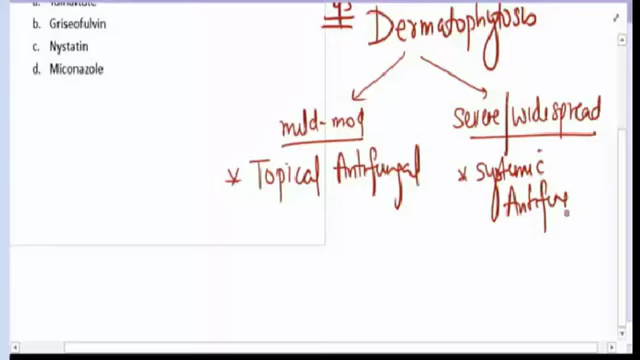 b. Griseofulvin
c. Nystatin
d. Miconazole
Dermatophytosis
mild-mod
severe/widespread
* Topical Antifungal
* Systemic
Antifu